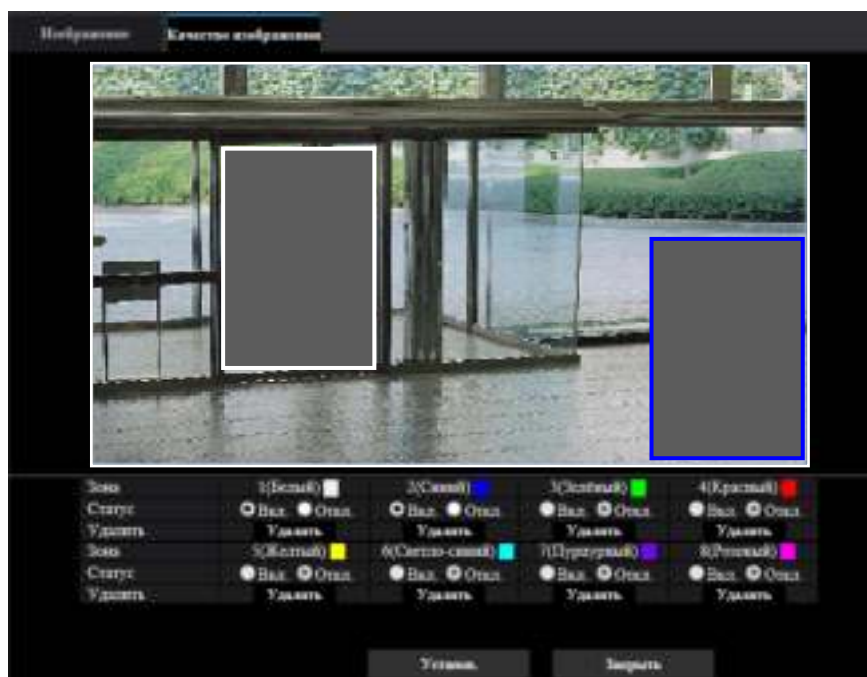 Изображение Качество изображения
Зона 1(Белый) 2(Синий) 3(Зелёный) 4(Красный)
Статус Вкл. Откл. Вкл. Откл. Вкл. Откл. Вкл. Откл.
Удалить Удалить Удалить Удалить Удалить
Зона 5(Желтый) 6(Светло-синий) 7(Пурпурный) 8(Розовый)
Статус Вкл. Откл. Вкл. Откл. Вкл. Откл. Вкл. Откл.
Удалить Удалить Удалить Удалить Удалить
Установ. Закрыть